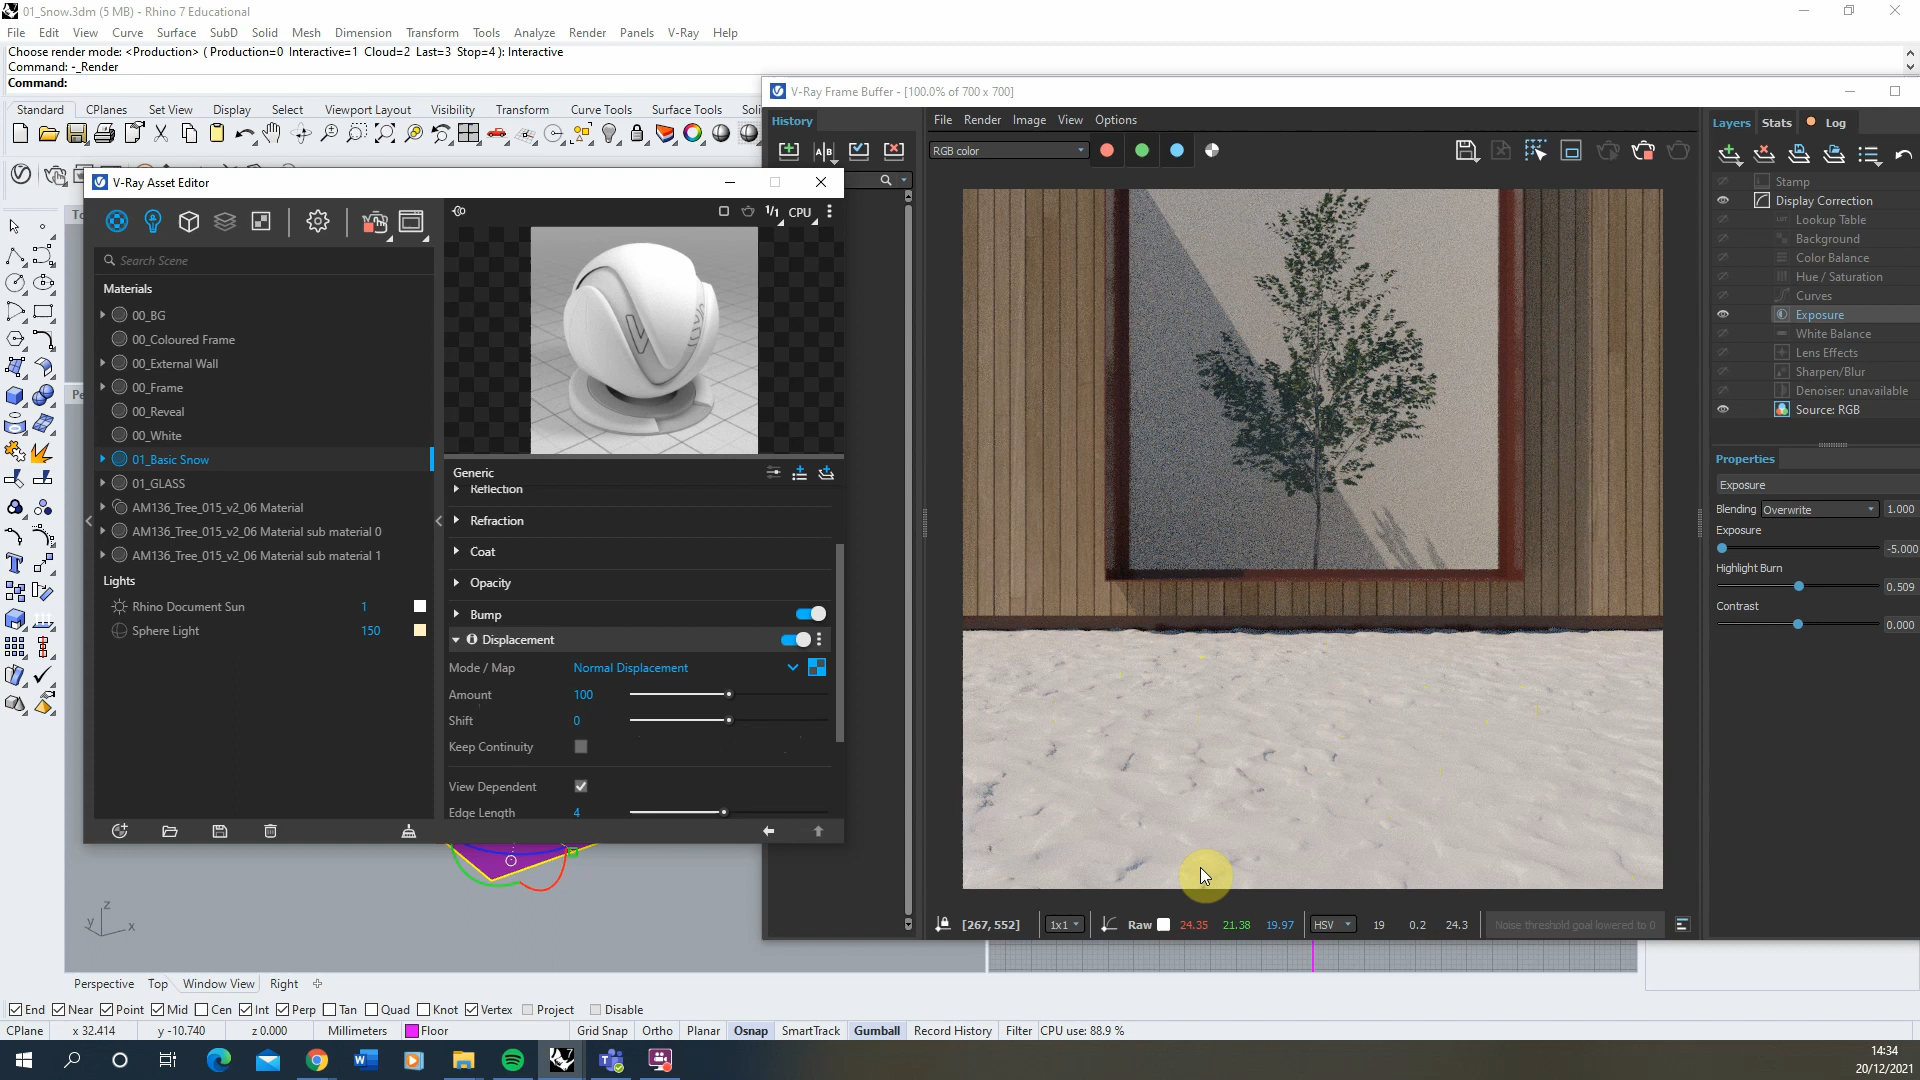 01_Snow.3dm (5 MB) - Rhino 7 Educational
File Edit View Curve Surface SubD Solid Mesh Dimension Transform Tools Analyze Render Panels V-Ray Help
Choose render mode: <Production> ( Production=0 Interactive=1 Cloud=2 Last=3 Stop=4 ): Interactive
Command: -_Render
Command:
Standard CPlanes Set View Display Select Viewport Layout Visibility Transform Curve Tools Surface Tools
V-Ray Frame Buffer - [100.0% of 700 x 700]
History
File Render Image View Options
RGB color
Layers Stats Log
Stamp
Display Correction
Lookup Table
Background
Color Balance
Hue / Saturation
Curves
Exposure
White Balance
Lens Effects
Sharpen/Blur
Denoiser: unavailable
Source: RGB
Properties
Exposure
Blending Overwrite 1.000
Exposure
-5.000
Highlight Burn
0.509
Contrast
0.000
V-Ray Asset Editor
Search Scene
Materials
00_BG
00_Coloured Frame
00_External Wall
00_Frame
00_Reveal
00_White
01_Basic Snow
01_GLASS
AM136_Tree_015_v2_06 Material
AM136_Tree_015_v2_06 Material sub material 0
AM136_Tree_015_v2_06 Material sub material 1
Lights
Rhino Document Sun 1
Sphere Light 150
1/1 CPU
Generic
Reflection
Refraction
Coat
Opacity
Bump
Displacement
Mode / Map Normal Displacement
Amount 100
Shift 0
Keep Continuity
View Dependent
Edge Length 4
[267, 552] 1x1 Raw 24.35 21.38 19.97 HSV 19 0.2 24.3 Noise threshold goal lowered to 0
z
y
x
Perspective Top Window View Right
End Near Point Mid Cen Int Perp Tan Quad Knot Vertex Project Disable
CPlane x 32.414 y -10.740 z 0.000 Millimeters Floor Grid Snap Ortho Planar Osnap SmartTrack Gumball Record History Filter CPU use: 88.9 %
14:34
20/12/2021